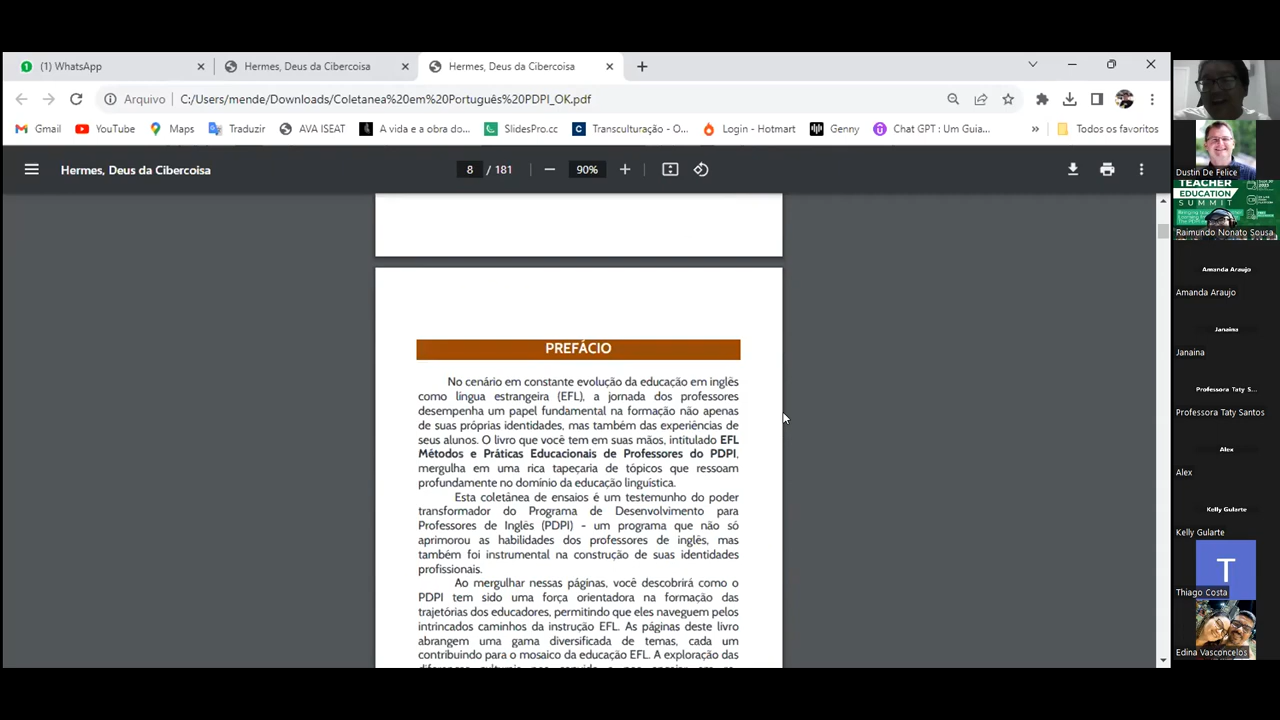 (1) WhatsApp
Hermes, Deus da Cibercoisa
Hermes, Deus da Cibercoisa
Arquivo C:/Users/mende/Downloads/Coletanea%20em%20Português%20PDPI_OK.pdf
Gmail YouTube Maps Traduzir AVA ISEAT A vida e a obra do... SlidesPro.cc Transculturação - O... Login - Hotmart Genny Chat GPT : Um Guia... » Todos os favoritos
Hermes, Deus da Cibercoisa 8 / 181 90%
PREFÁCIO
No cenário em constante evolução da educação em inglês
como língua estrangeira (EFL), a jornada dos professores
desempenha um papel fundamental na formação não apenas
de suas próprias identidades, mas também das experiências de
seus alunos. O livro que você tem em suas mãos, intitulado EFL
Métodos e Práticas Educacionais de Professores do PDPI,
mergulha em uma rica tapeçaria de tópicos que ressoam
profundamente no domínio da educação linguística.
Esta coletânea de ensaios é um testemunho do poder
transformador do Programa de Desenvolvimento para
Professores de Inglês (PDPI) - um programa que não só
aprimorou as habilidades dos professores de inglês, mas
também foi instrumental na construção de suas identidades
profissionais.
Ao mergulhar nessas páginas, você descobrirá como o
PDPI tem sido uma força orientadora na formação das
trajetórias dos educadores, permitindo que eles naveguem pelos
intrincados caminhos da instrução EFL. As páginas deste livro
abrangem uma gama diversificada de temas, cada um
contribuindo para o mosaico da educação EFL. A exploração das
Dustin De Felice
TEACHER
EDUCATION
SUMMIT
Raimundo Nonato Sousa
Amanda Araujo
Amanda Araujo
Janaina
Janaina
Professora Taty S...
Professora Taty Santos
Alex
Alex
Kelly Gularte
Kelly Gularte
T
Thiago Costa
Edina Vasconcelos